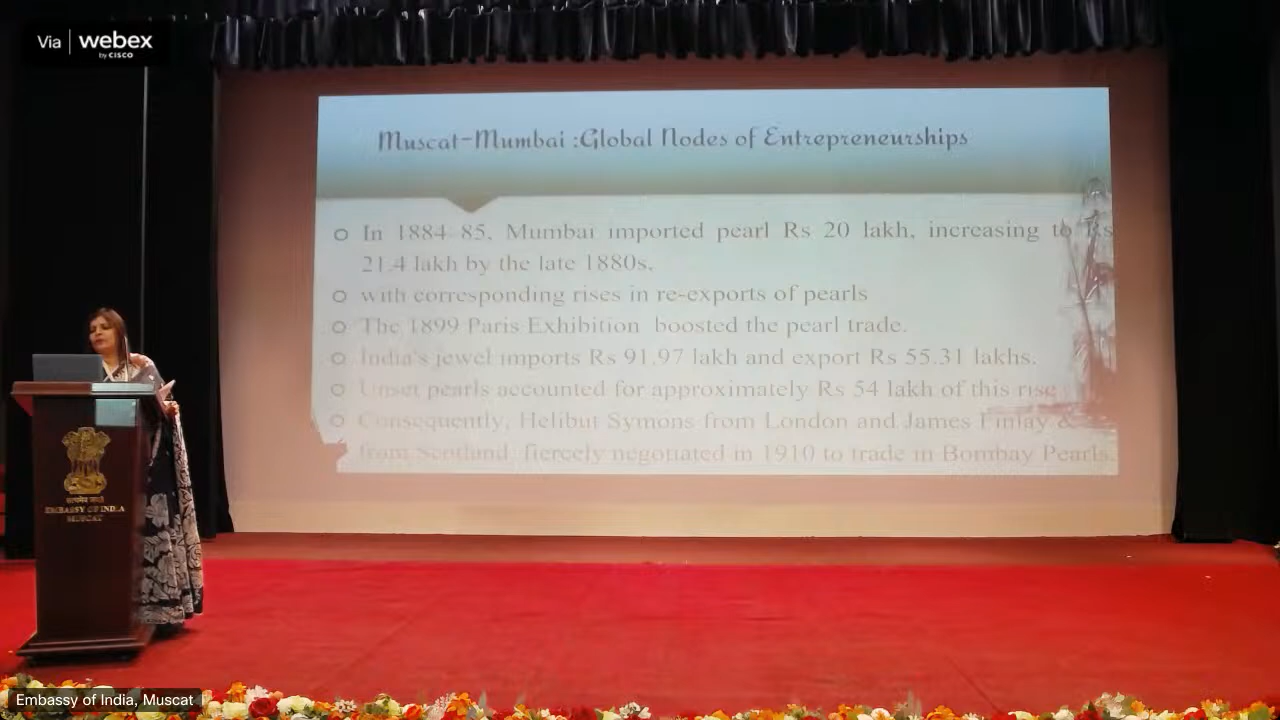 Via | webex
by CISCO
Muscat-Mumbai :Global Nodes of Entrepreneurships
In 1884-85, Mumbai imported pearl Rs 20 lakh, increasing to Rs
21.4 lakh by the late 1880s.
with corresponding rises in re-exports of pearls
The 1899 Paris Exhibition boosted the pearl trade.
India's jewel imports Rs 91.97 lakh and export Rs 55.31 lakhs.
Unset pearls accounted for approximately Rs 54 lakh of this rise
Consequently, Helibut Symons from London and James Finlay &
from Scotland fiercely negotiated in 1910 to trade in Bombay Pearls
सत्यमेव जयते
EMBASSY OF INDIA
MUSCAT
Embassy of India, Muscat